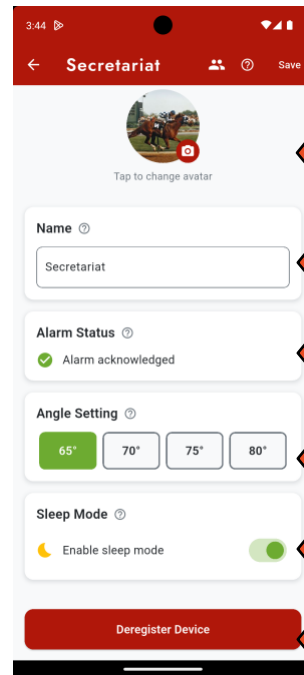 3:44
Secretariat
Save
Tap to change avatar
Name
Secretariat
Alarm Status
Alarm acknowledged
Angle Setting
65° 70° 75° 80°
Sleep Mode
Enable sleep mode
Deregister Device